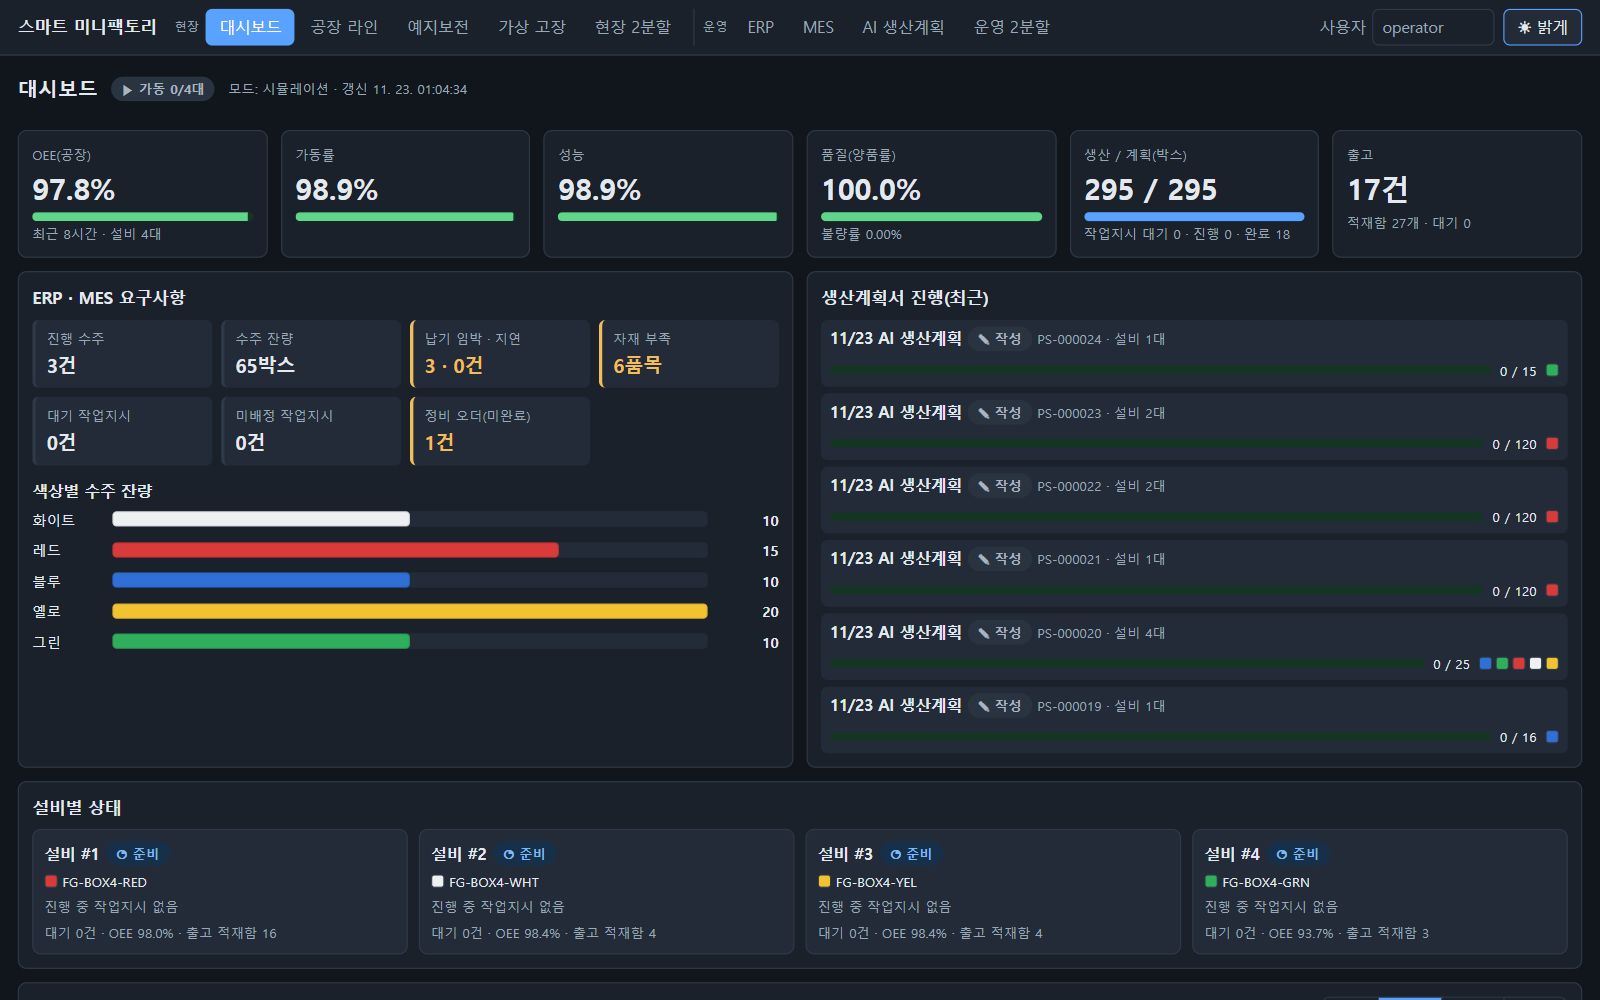 스마트 미니팩토리 현장 대시보드 공장 라인 예지보전 가상 고장 현장 2분할 운영 ERP MES AI 생산계획 운영 2분할 사용자 operator ☀ 밝게
대시보드 ▶ 가동 0/4대 모드: 시뮬레이션 · 갱신 11. 23. 01:04:34
OEE(공장)
97.8%
최근 8시간 · 설비 4대
가동률
98.9%
성능
98.9%
품질(양품률)
100.0%
불량률 0.00%
생산 / 계획(박스)
295 / 295
작업지시 대기 0 · 진행 0 · 완료 18
출고
17건
적재함 27개 · 대기 0
ERP · MES 요구사항
진행 수주
3건
수주 잔량
65박스
납기 임박 · 지연
3 · 0건
자재 부족
6품목
대기 작업지시
0건
미배정 작업지시
0건
정비 오더(미완료)
1건
색상별 수주 잔량
화이트 10
레드 15
블루 10
옐로 20
그린 10
생산계획서 진행(최근)
11/23 AI 생산계획 ✎ 작성 PS-000024 · 설비 1대
0 / 15
11/23 AI 생산계획 ✎ 작성 PS-000023 · 설비 2대
0 / 120
11/23 AI 생산계획 ✎ 작성 PS-000022 · 설비 2대
0 / 120
11/23 AI 생산계획 ✎ 작성 PS-000021 · 설비 1대
0 / 120
11/23 AI 생산계획 ✎ 작성 PS-000020 · 설비 4대
0 / 25
11/23 AI 생산계획 ✎ 작성 PS-000019 · 설비 1대
0 / 16
설비별 상태
설비 #1 ◔ 준비
FG-BOX4-RED
진행 중 작업지시 없음
대기 0건 · OEE 98.0% · 출고 적재함 16
설비 #2 ◔ 준비
FG-BOX4-WHT
진행 중 작업지시 없음
대기 0건 · OEE 98.4% · 출고 적재함 4
설비 #3 ◔ 준비
FG-BOX4-YEL
진행 중 작업지시 없음
대기 0건 · OEE 98.4% · 출고 적재함 4
설비 #4 ◔ 준비
FG-BOX4-GRN
진행 중 작업지시 없음
대기 0건 · OEE 93.7% · 출고 적재함 3